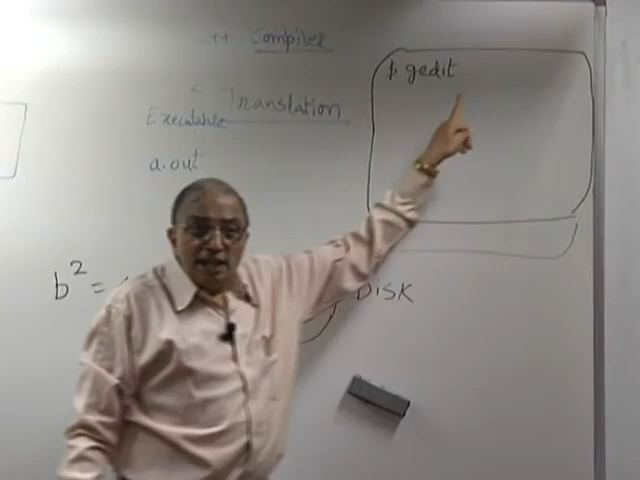 ++ Compiler
Translation
Executable
a.out
$ gedit
b² =
DISK